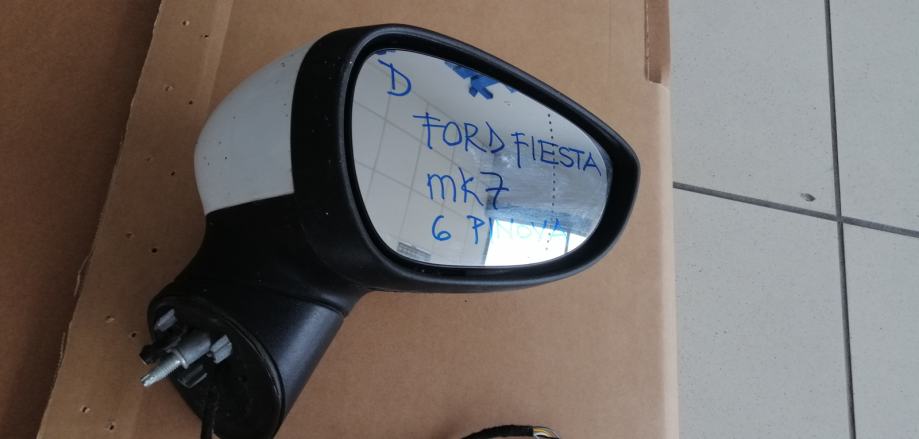 D
FORD FIESTA
mk7
6 PINOVA